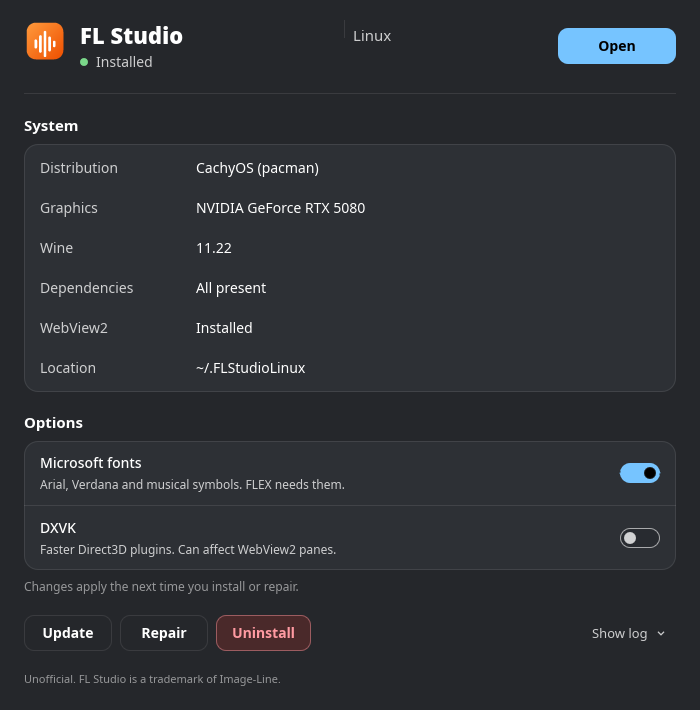 FL Studio
Linux
Installed
Open
System
Distribution CachyOS (pacman)
Graphics NVIDIA GeForce RTX 5080
Wine 11.22
Dependencies All present
WebView2 Installed
Location ~/.FLStudioLinux
Options
Microsoft fonts
Arial, Verdana and musical symbols. FLEX needs them.
DXVK
Faster Direct3D plugins. Can affect WebView2 panes.
Changes apply the next time you install or repair.
Update Repair Uninstall Show log
Unofficial. FL Studio is a trademark of Image-Line.